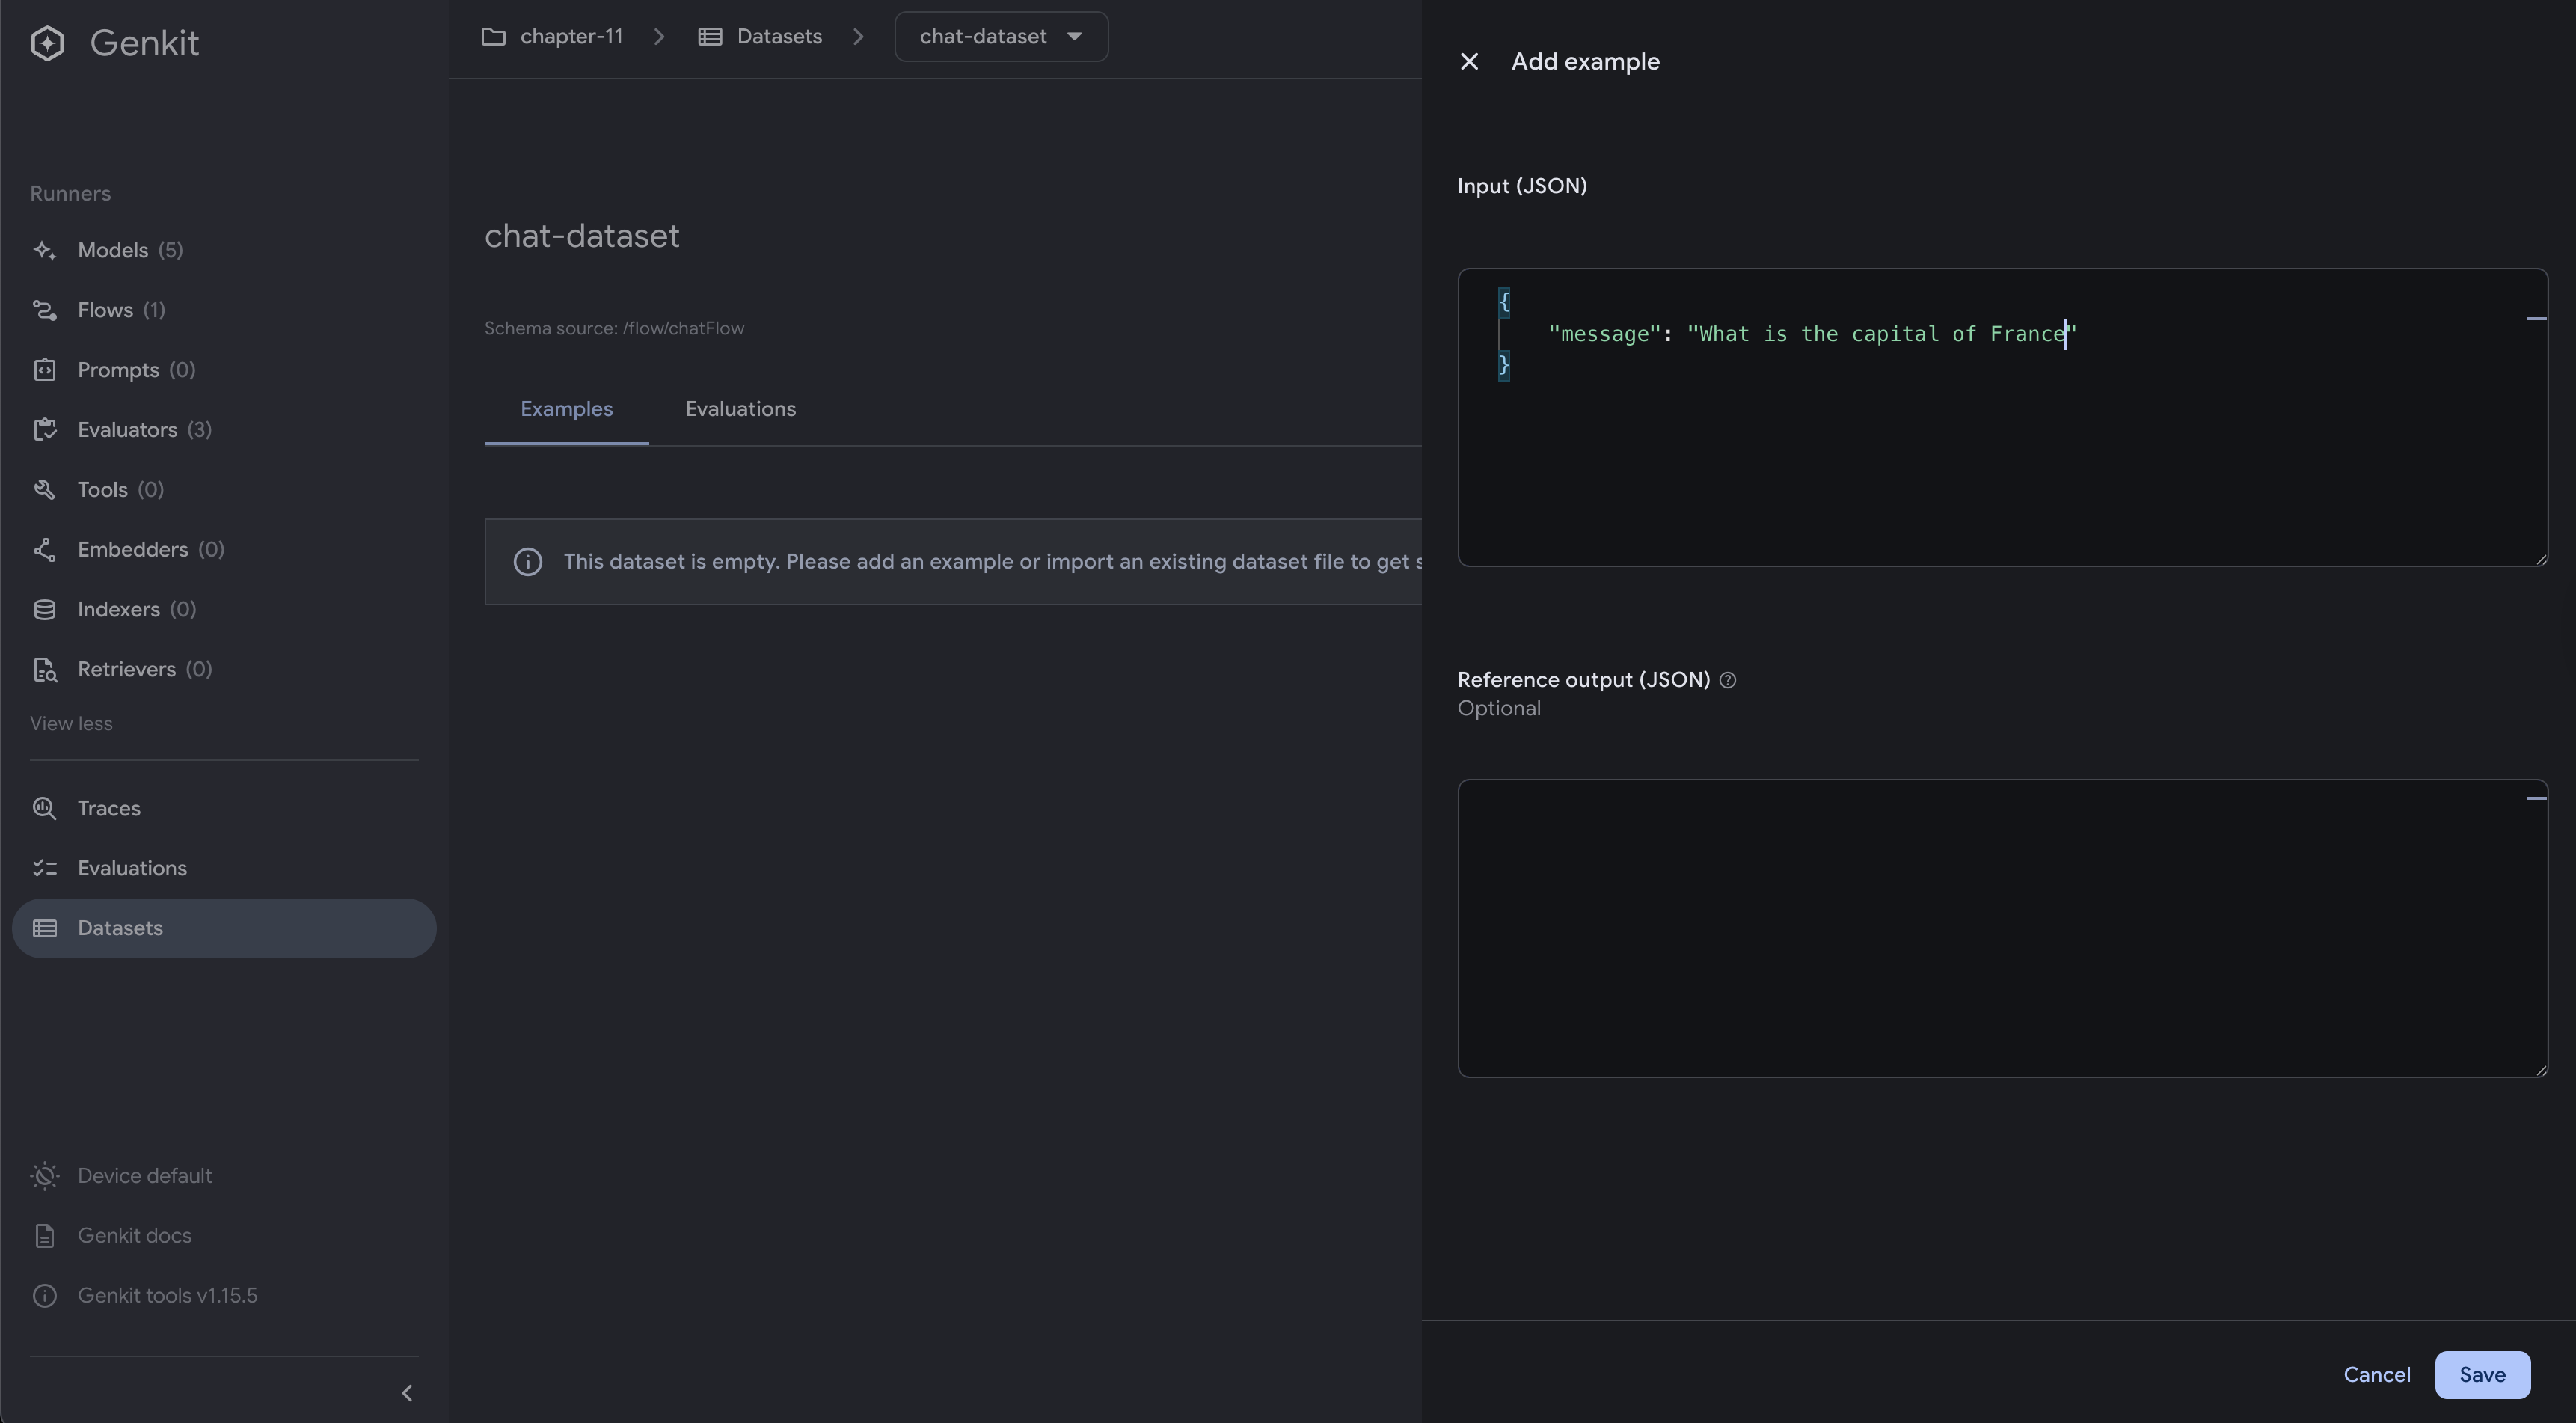 Genkit
Runners
Models (5)
Flows (1)
Prompts (0)
Evaluators (3)
Tools (0)
Embedders (0)
Indexers (0)
Retrievers (0)
View less
Traces
Evaluations
Datasets
Device default
Genkit docs
Genkit tools v1.15.5
chapter-11
Datasets
chat-dataset
chat-dataset
Schema source: /flow/chatFlow
Examples
Evaluations
This dataset is empty. Please add an example or import an existing dataset file to get s
Add example
Input (JSON)
{
"message": "What is the capital of France"
}
Reference output (JSON)
Optional
Cancel
Save